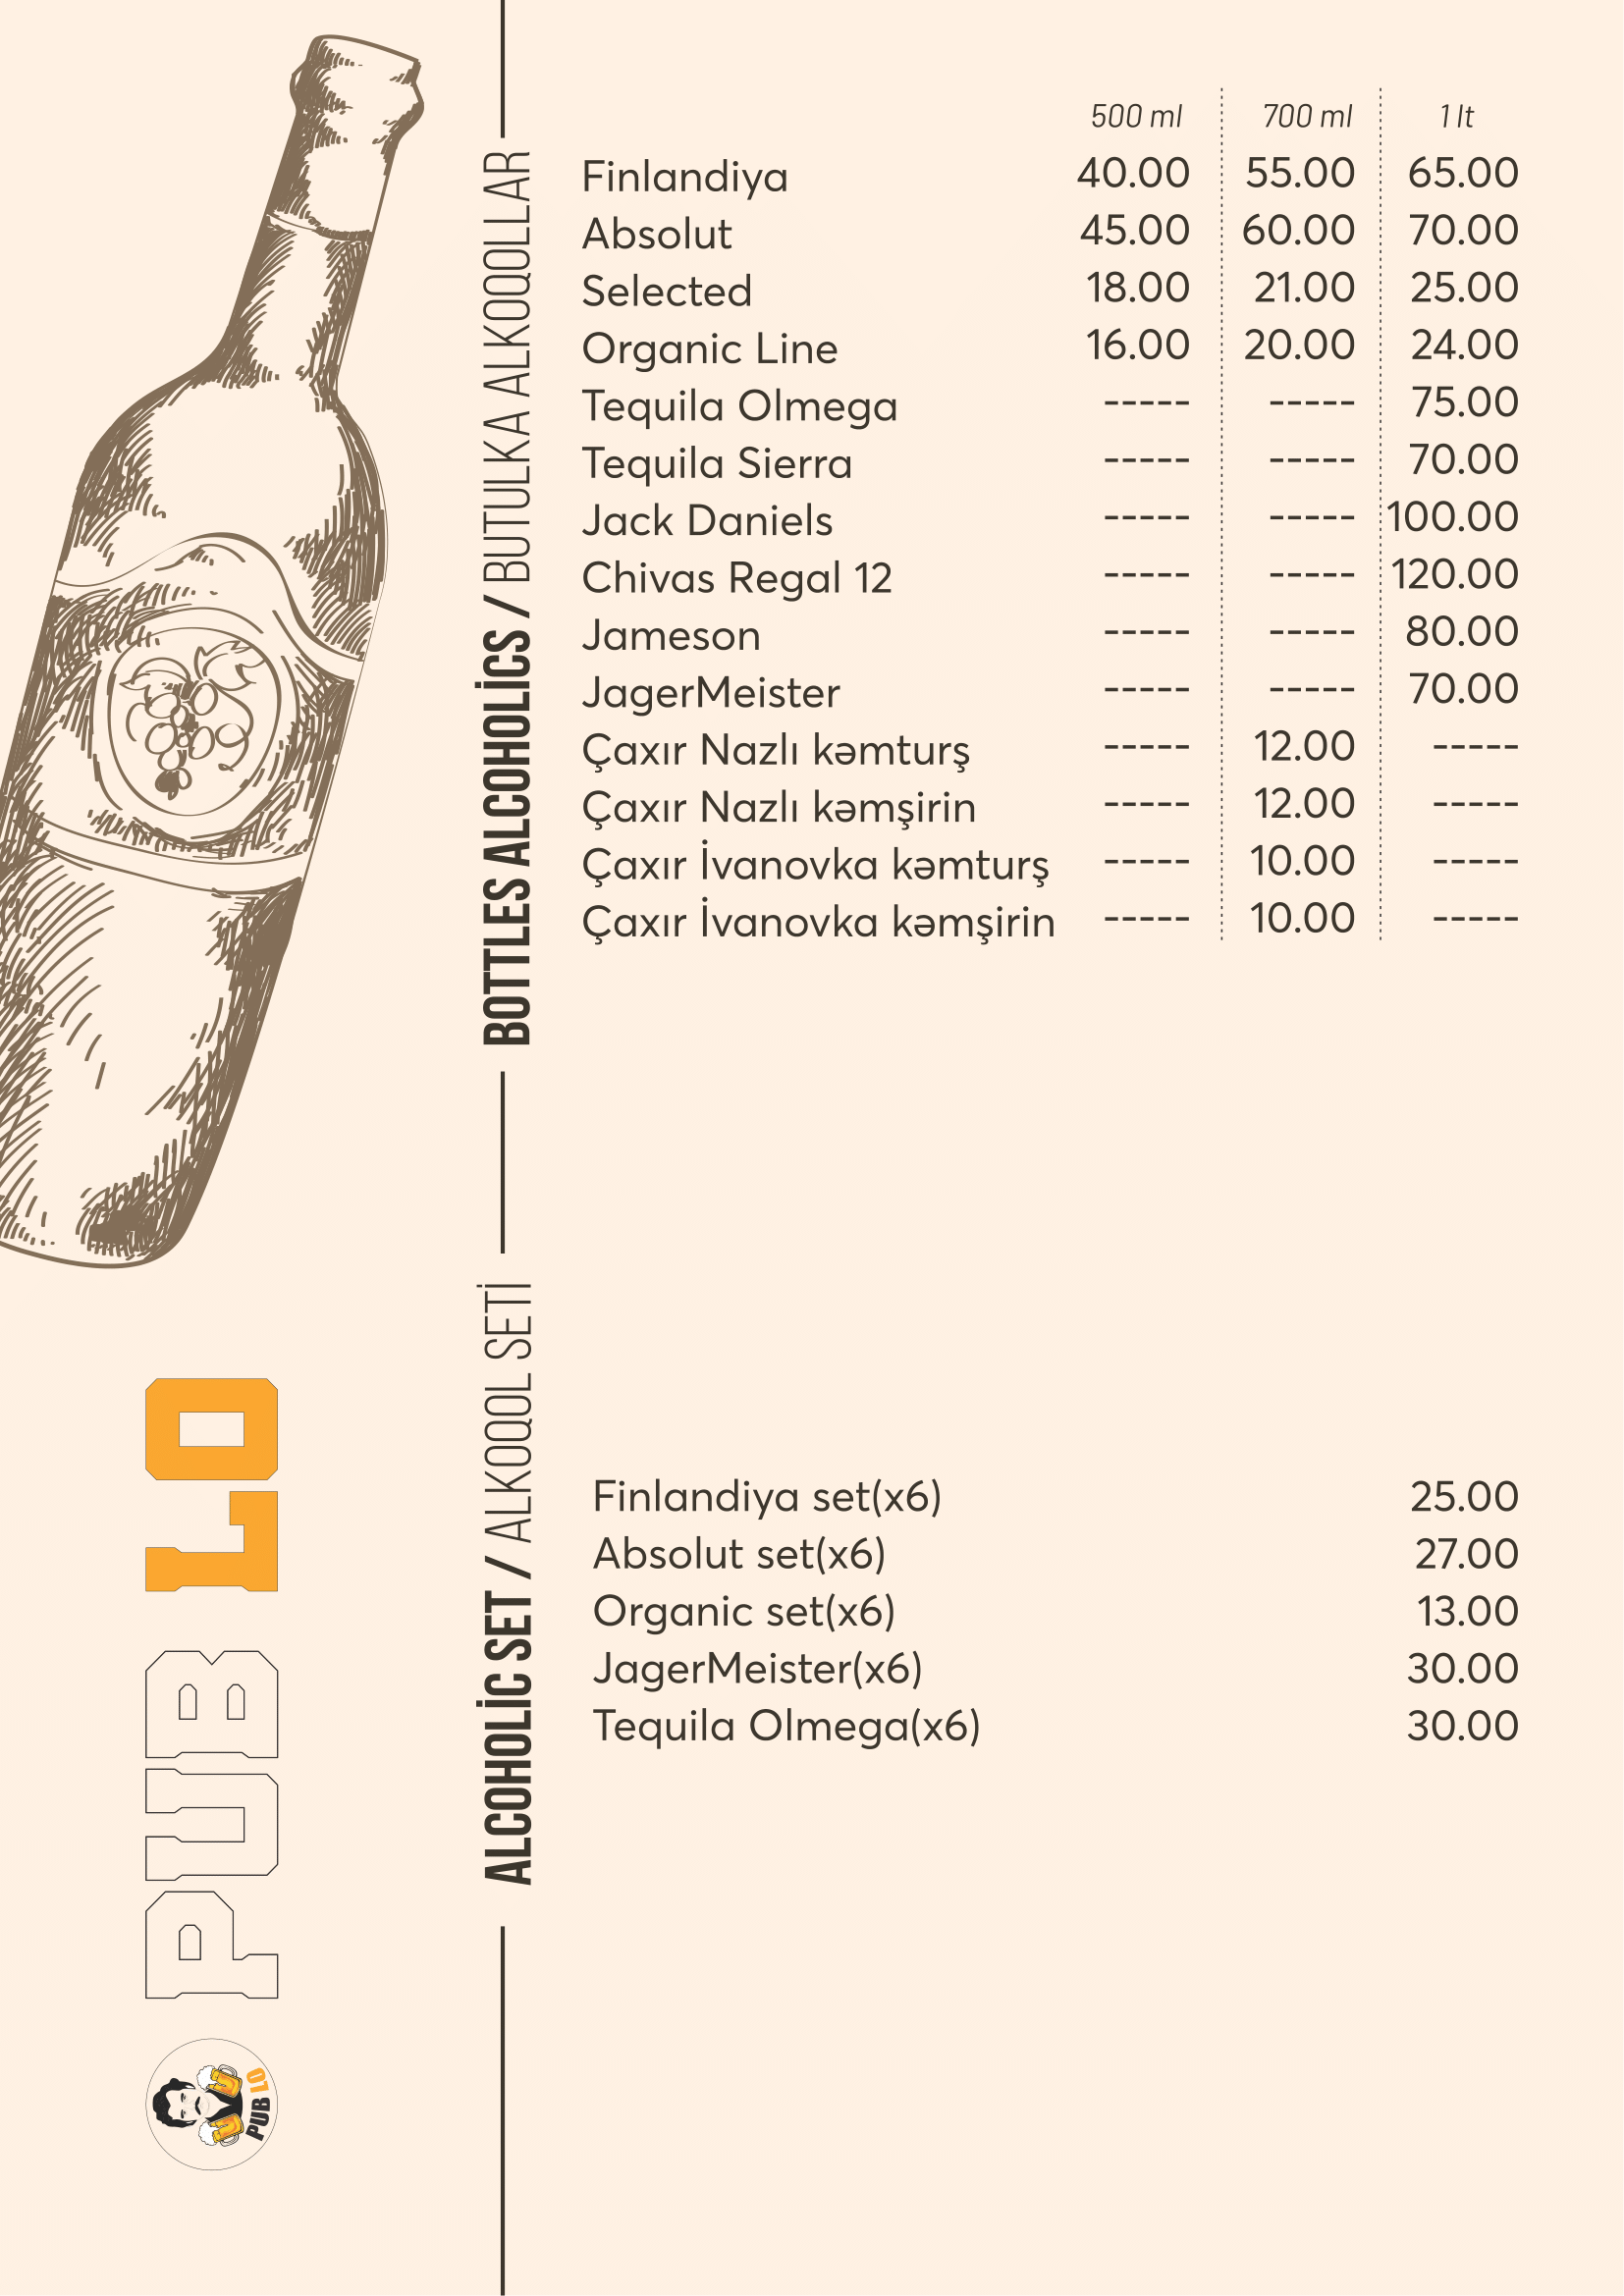 BOTTLES ALCOHOLİCS / BUTULKA ALKOQOLLAR
500 ml 700 ml 1 lt
Finlandiya 40.00 55.00 65.00
Absolut 45.00 60.00 70.00
Selected 18.00 21.00 25.00
Organic Line 16.00 20.00 24.00
Tequila Olmega ----- ----- 75.00
Tequila Sierra ----- ----- 70.00
Jack Daniels ----- ----- 100.00
Chivas Regal 12 ----- ----- 120.00
Jameson ----- ----- 80.00
JagerMeister ----- ----- 70.00
Çaxır Nazlı kəmturş ----- 12.00 -----
Çaxır Nazlı kəmşirin ----- 12.00 -----
Çaxır İvanovka kəmturş ----- 10.00 -----
Çaxır İvanovka kəmşirin ----- 10.00 -----
ALCOHOLİC SET / ALKOQOL SETİ
Finlandiya set(x6) 25.00
Absolut set(x6) 27.00
Organic set(x6) 13.00
JagerMeister(x6) 30.00
Tequila Olmega(x6) 30.00
PUB LO
PUB LO